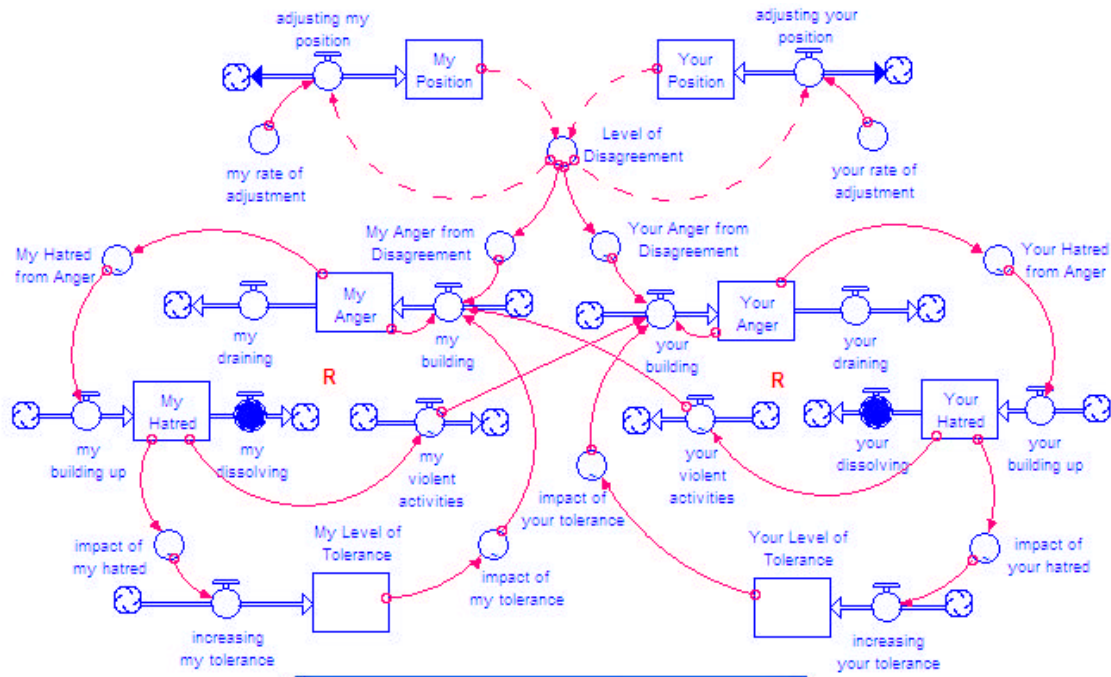 adjusting my
position
My
Position
Your
Position
adjusting your
position
my rate of
adjustment
Level of
Disagreement
your rate of
adjustment
My Hatred
from Anger
My Anger from
Disagreement
Your Anger from
Disagreement
Your Hatred
from Anger
my
draining
My
Anger
my
building
your
building
Your
Anger
your
draining
R
R
my
building up
My
Hatred
my
dissolving
my
violent
activities
your
violent
activities
your
dissolving
Your
Hatred
your
building up
impact of
my hatred
My Level of
Tolerance
impact of
my tolerance
impact of
your tolerance
Your Level of
Tolerance
impact of
your hatred
increasing
my tolerance
increasing
your tolerance